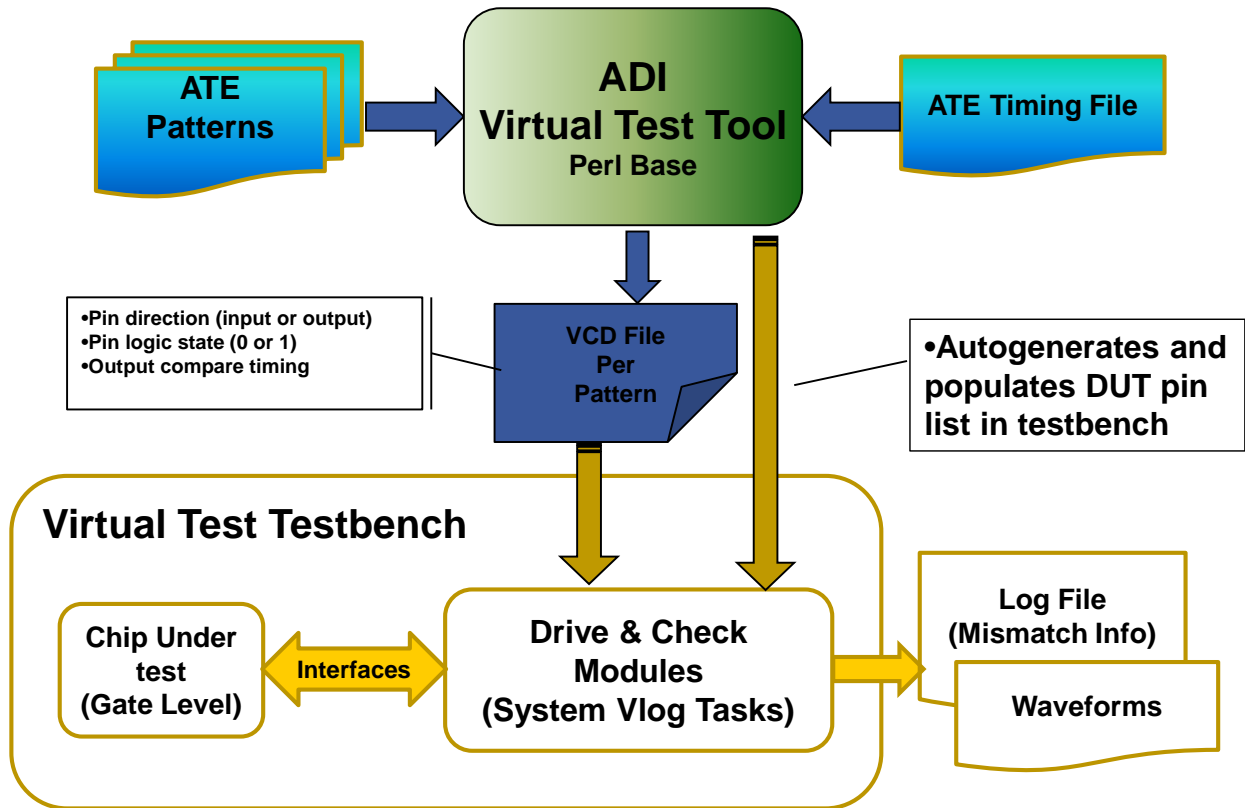 ATE
Patterns
ADI
Virtual Test Tool
Perl Base
ATE Timing File
•Pin direction (input or output)
•Pin logic state (0 or 1)
•Output compare timing
VCD File
Per
Pattern
•Autogenerates and
populates DUT pin
list in testbench
Virtual Test Testbench
Chip Under
test
(Gate Level)
Interfaces
Drive & Check
Modules
(System Vlog Tasks)
Log File
(Mismatch Info)
Waveforms